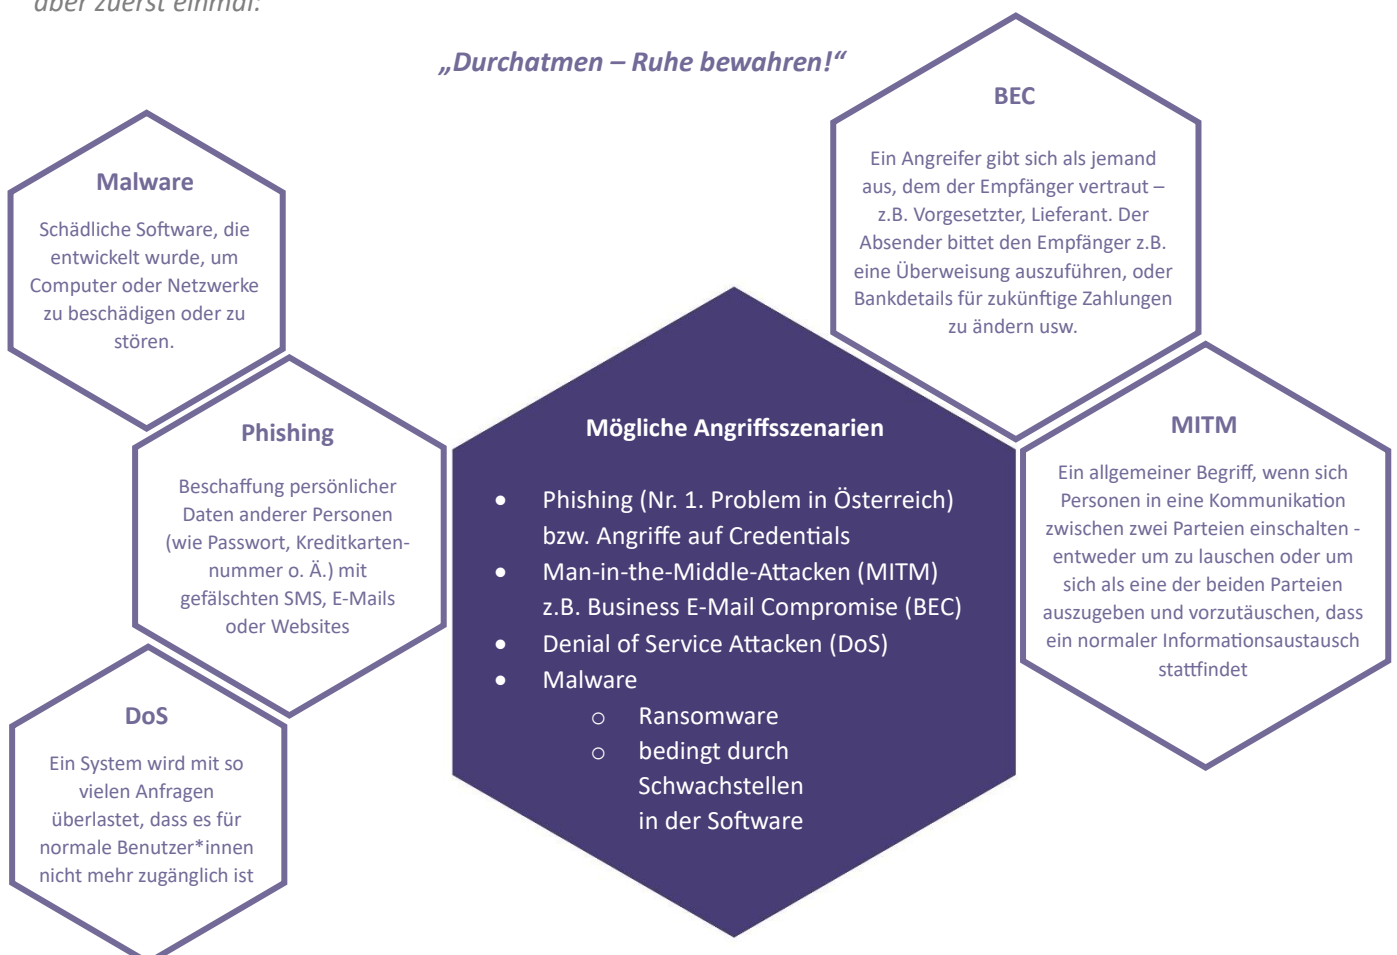 aber zuerst einmal:
„Durchatmen – Ruhe bewahren!“
Malware
Schädliche Software, die
entwickelt wurde, um
Computer oder Netzwerke
zu beschädigen oder zu
stören.
Phishing
Beschaffung persönlicher
Daten anderer Personen
(wie Passwort, Kreditkarten-
nummer o. Ä.) mit
gefälschten SMS, E-Mails
oder Websites
DoS
Ein System wird mit so
vielen Anfragen
überlastet, dass es für
normale Benutzer*innen
nicht mehr zugänglich ist
Mögliche Angriffsszenarien
• Phishing (Nr. 1. Problem in Österreich)
bzw. Angriffe auf Credentials
• Man-in-the-Middle-Attacken (MITM)
z.B. Business E-Mail Compromise (BEC)
• Denial of Service Attacken (DoS)
• Malware
o Ransomware
o bedingt durch
Schwachstellen
in der Software
BEC
Ein Angreifer gibt sich als jemand
aus, dem der Empfänger vertraut –
z.B. Vorgesetzter, Lieferant. Der
Absender bittet den Empfänger z.B.
eine Überweisung auszuführen, oder
Bankdetails für zukünftige Zahlungen
zu ändern usw.
MITM
Ein allgemeiner Begriff, wenn sich
Personen in eine Kommunikation
zwischen zwei Parteien einschalten -
entweder um zu lauschen oder um
sich als eine der beiden Parteien
auszugeben und vorzutäuschen, dass
ein normaler Informationsaustausch
stattfindet